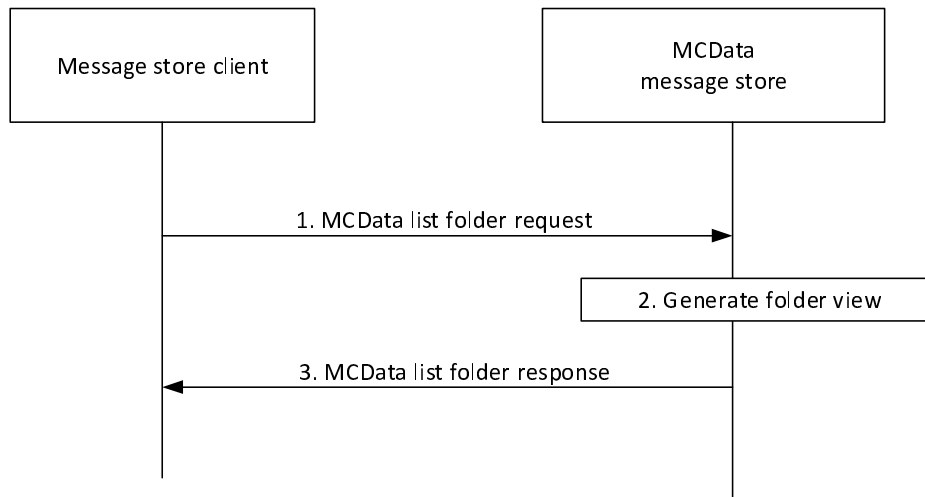 Message store client
MCData
message store
1. MCData list folder request
2. Generate folder view
3. MCData list folder response